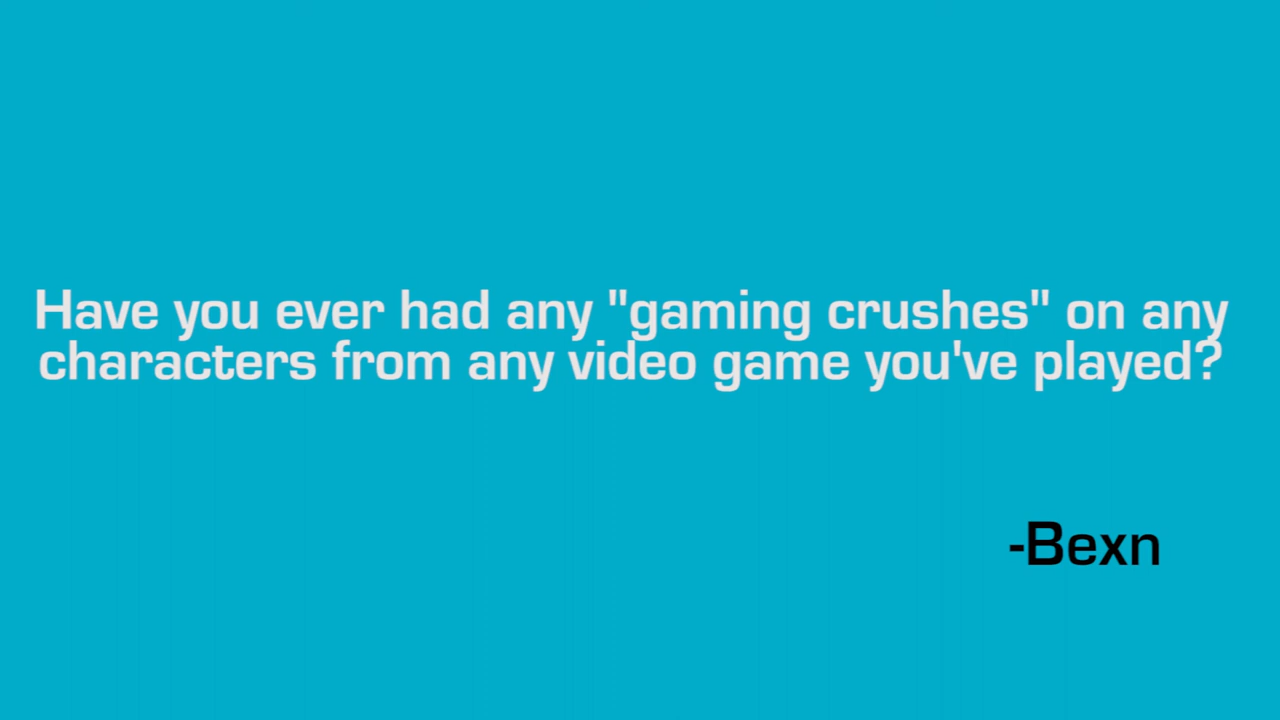 Have you ever had any "gaming crushes" on any
characters from any video game you've played?
-Bexn